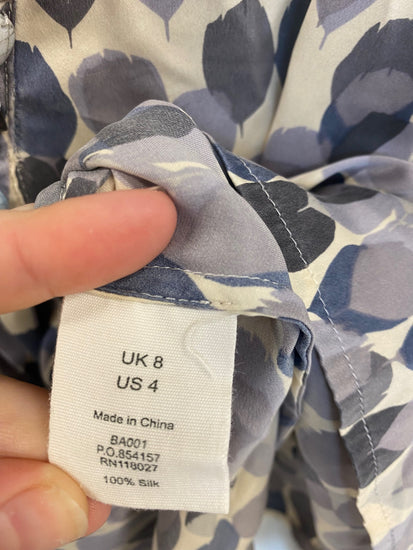 UK 8
US 4
Made in China
BA001
P.O.854157
RN118027
100% Silk